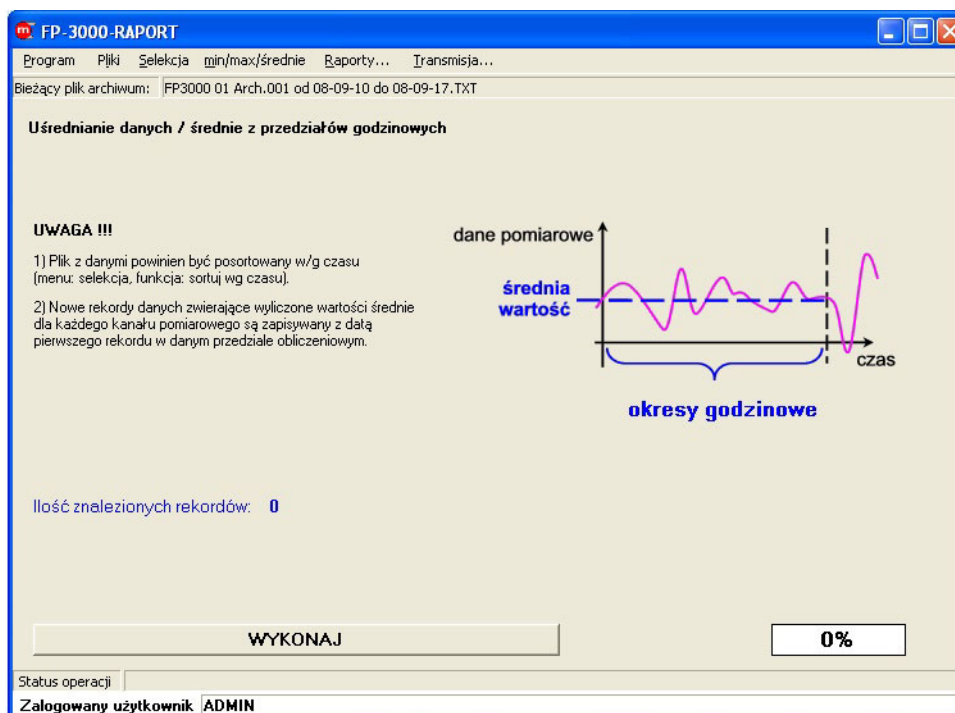 FP-3000-RAPORT
Program Pliki Selekcja min/max/średnie Raporty... Transmisja...
Bieżący plik archiwum: FP3000 01 Arch.001 od 08-09-10 do 08-09-17.TXT
Uśrednianie danych / średnie z przedziałów godzinowych
UWAGA !!!
1) Plik z danymi powinien być posortowany w/g czasu
(menu: selekcja, funkcja: sortuj wg czasu).
2) Nowe rekordy danych zwierające wyliczone wartości średnie
dla każdego kanału pomiarowego są zapisywany z datą
pierwszego rekordu w danym przedziale obliczeniowym.
dane pomiarowe
średnia
wartość
czas
okresy godzinowe
Ilość znalezionych rekordów: 0
WYKONAJ
0%
Status operacji
Zalogowany użytkownik ADMIN